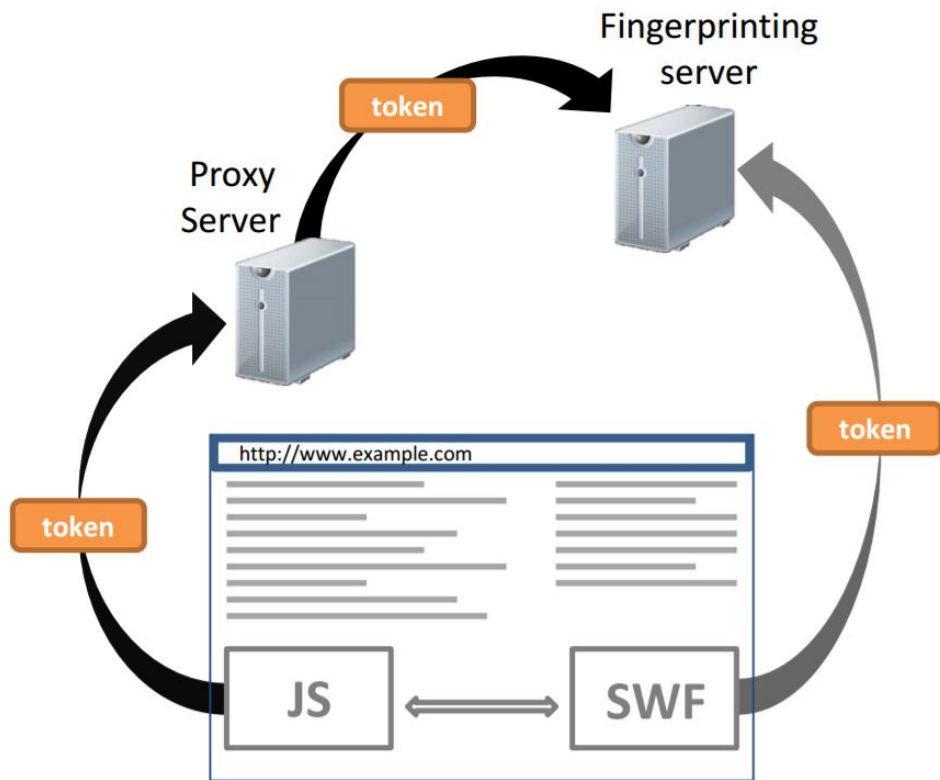 Fingerprinting
server
token
Proxy
Server
token
http://www.example.com
token
JS
SWF